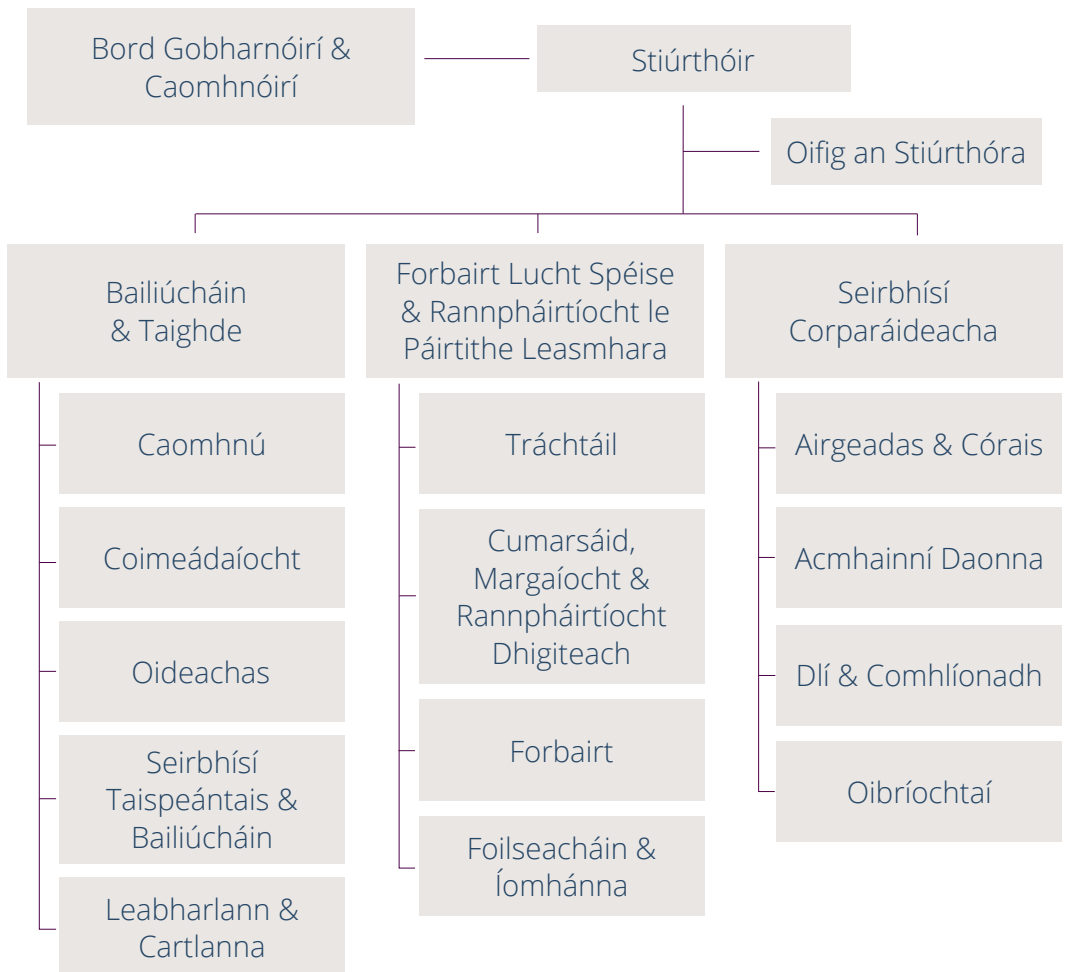 Bord Gobharnóirí &
Caomhnóirí
Stiúrthóir
Oifig an Stiúrthóra
Bailiúcháin
& Taighde
Caomhnú
Coimeádaíocht
Oideachas
Seirbhísí
Taispeántais &
Bailiúcháin
Leabharlann &
Cartlanna
Forbairt Lucht Spéise
& Rannpháirtíocht le
Páirtithe Leasmhara
Tráchtáil
Cumarsáid,
Margaíocht &
Rannpháirtíocht
Dhigiteach
Forbairt
Foilseacháin &
Íomhánna
Seirbhísí
Corparáideacha
Airgeadas & Córais
Acmhainní Daonna
Dlí & Comhlíonadh
Oibríochtaí